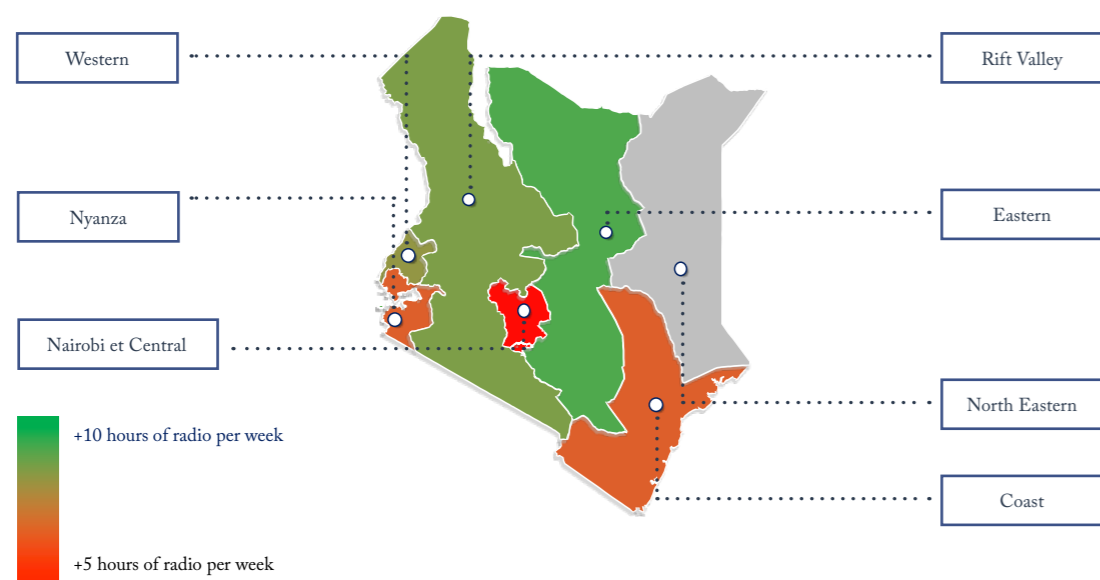 Western
Rift Valley
Nyanza
Eastern
Nairobi et Central
North Eastern
+10 hours of radio per week
Coast
+5 hours of radio per week